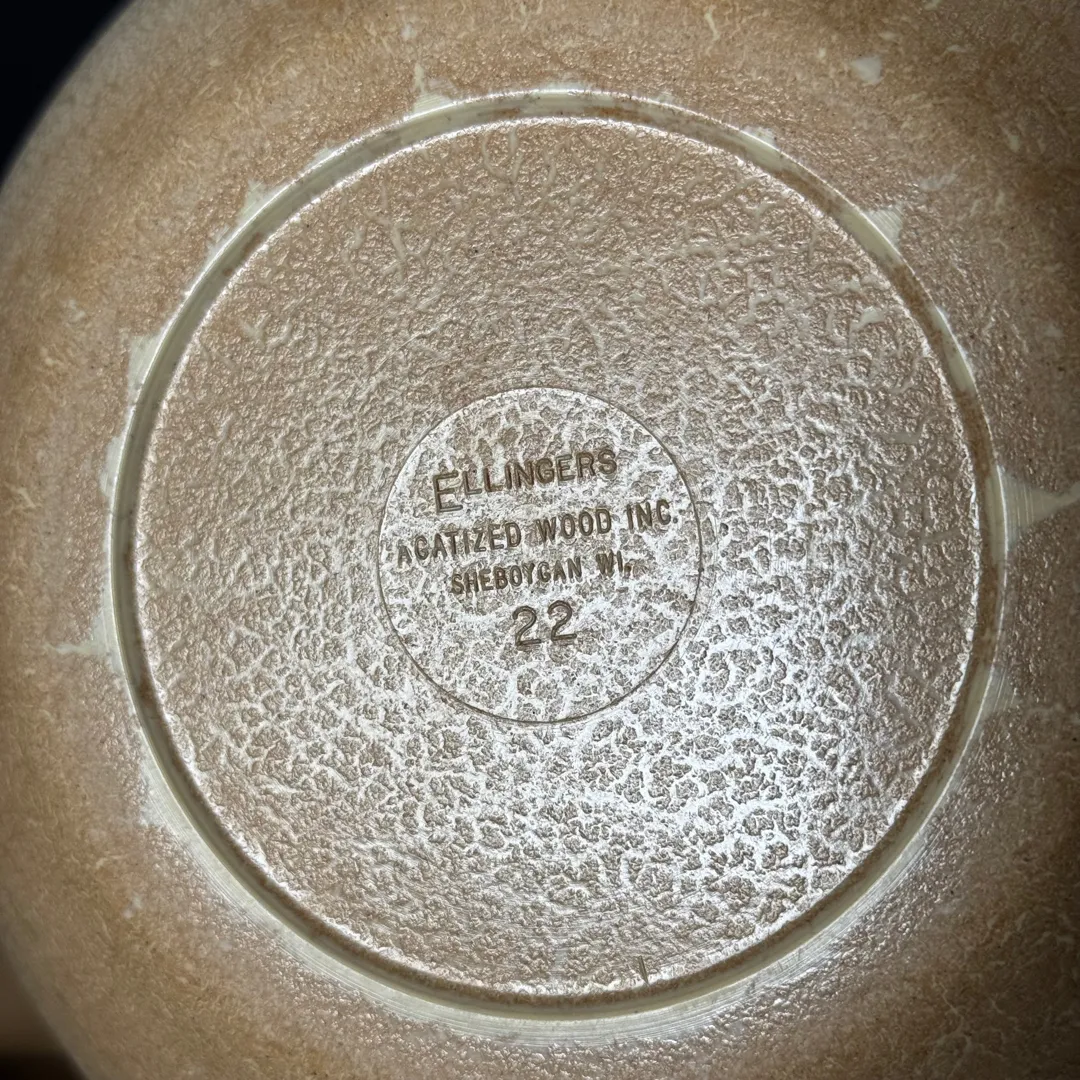 ELLINGERS
AGATIZED WOOD INC.
SHEBOYGAN WI.
22